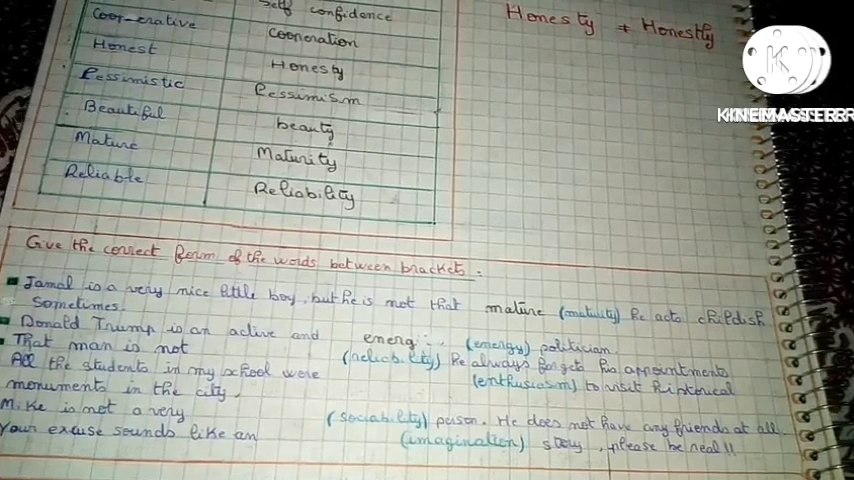 Self confidence
Cooperative Cooperation
Honest Honesty
Pessimistic Pessimism
Beautiful beauty
Mature Maturity
Reliable Reliability
Honesty ≠ Honestly
K
KINEMASTER
Give the correct form of the words between brackets.
Jamal is a very nice little boy, but he is not that mature (maturity) he acts childish
Sometimes.
Donald Trump is an active and energ... (energy) politician.
That man is not (reliability) he always forgets his appointments
All the students in my school were (enthusiasm) to visit historical
monuments in the city.
Mike is not a very (sociability) person. He does not have any friends at all
Your excuse sounds like an (imagination) story, please be real!!